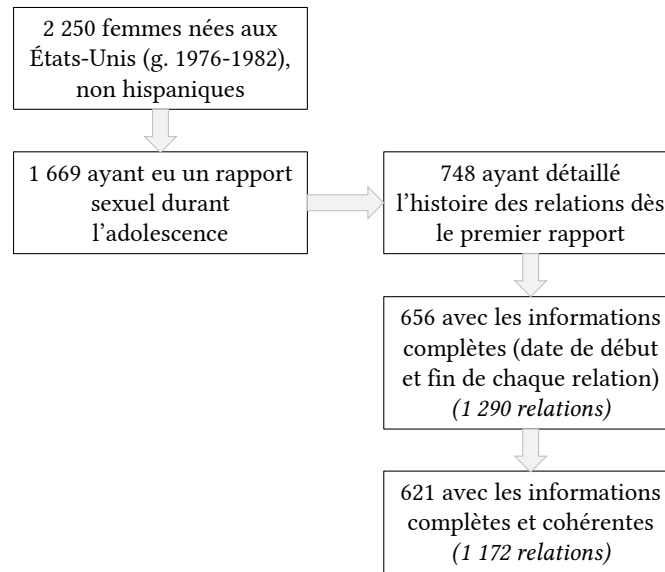 2 250 femmes nées aux
États-Unis (g. 1976-1982),
non hispaniques
1 669 ayant eu un rapport
sexuel durant
l’adolescence
748 ayant détaillé
l’histoire des relations dès
le premier rapport
656 avec les informations
complètes (date de début
et fin de chaque relation)
(1 290 relations)
621 avec les informations
complètes et cohérentes
(1 172 relations)